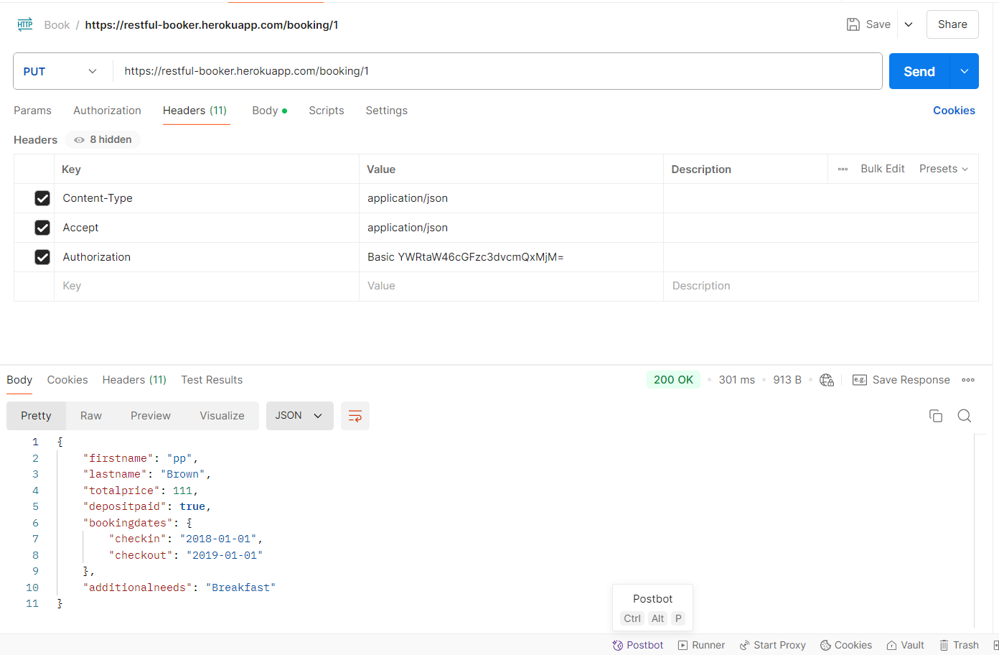 HTTP Book / https://restful-booker.herokuapp.com/booking/1 Save Share
PUT https://restful-booker.herokuapp.com/booking/1 Send
Params Authorization Headers (11) Body Scripts Settings Cookies
Headers 8 hidden
Key Value Description Bulk Edit Presets
Content-Type application/json
Accept application/json
Authorization Basic YWRtaW46cGFzc3dvcmQxMjM=
Key Value Description
Body Cookies Headers (11) Test Results 200 OK 301 ms 913 B e.g. Save Response
Pretty Raw Preview Visualize JSON
1 {
2 "firstname": "pp",
3 "lastname": "Brown",
4 "totalprice": 111,
5 "depositpaid": true,
6 "bookingdates": {
7 "checkin": "2018-01-01",
8 "checkout": "2019-01-01"
9 },
10 "additionalneeds": "Breakfast"
11 }
Postbot
Ctrl Alt P
Postbot Runner Start Proxy Cookies Vault Trash